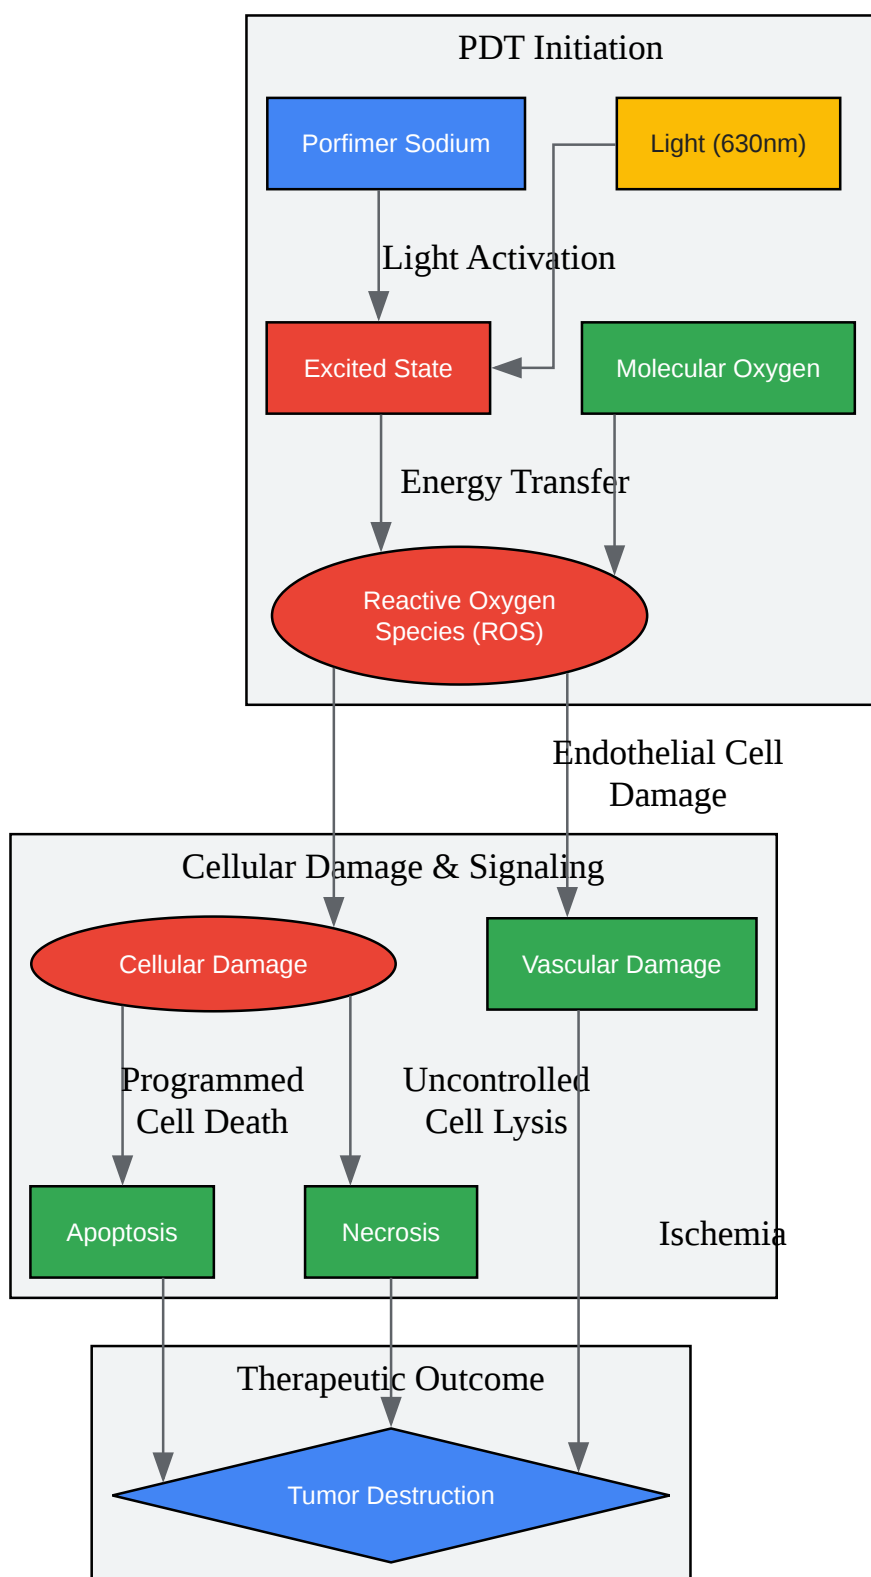 PDT Initiation
Porfimer Sodium
Light (630nm)
Light Activation
Excited State
Molecular Oxygen
Energy Transfer
Reactive Oxygen
Species (ROS)
Endothelial Cell
Damage
Cellular Damage & Signaling
Cellular Damage
Vascular Damage
Programmed
Cell Death
Uncontrolled
Cell Lysis
Apoptosis
Necrosis
Ischemia
Therapeutic Outcome
Tumor Destruction